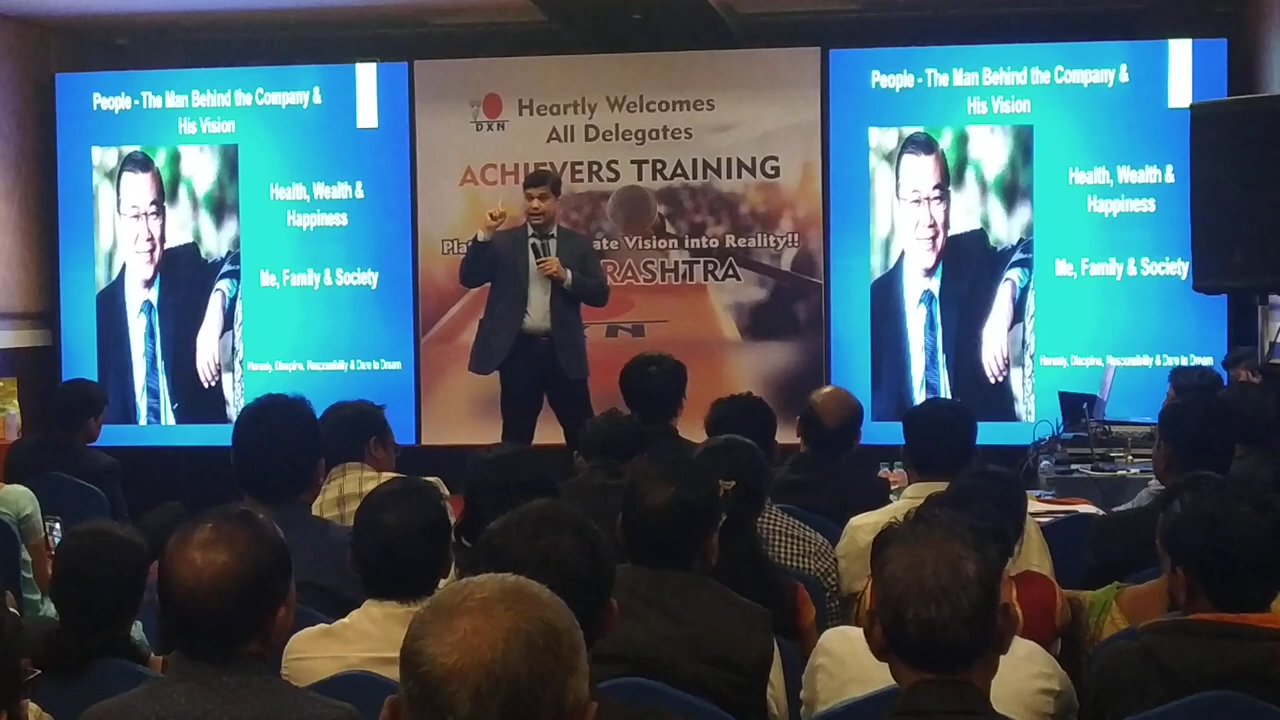 People - The Man Behind the Company &
His Vision
Health, Wealth &
Happiness
Me, Family & Society
Honesty, Discipline, Responsibility & Dare to Dream
DXN
Heartly Welcomes
All Delegates
ACHIEVERS TRAINING
ate Vision into Reality!!
RASHTRA
People - The Man Behind the Company &
His Vision
Health, Wealth &
Happiness
Me, Family & Society
Honesty, Discipline, Responsibility & Dare to Dream